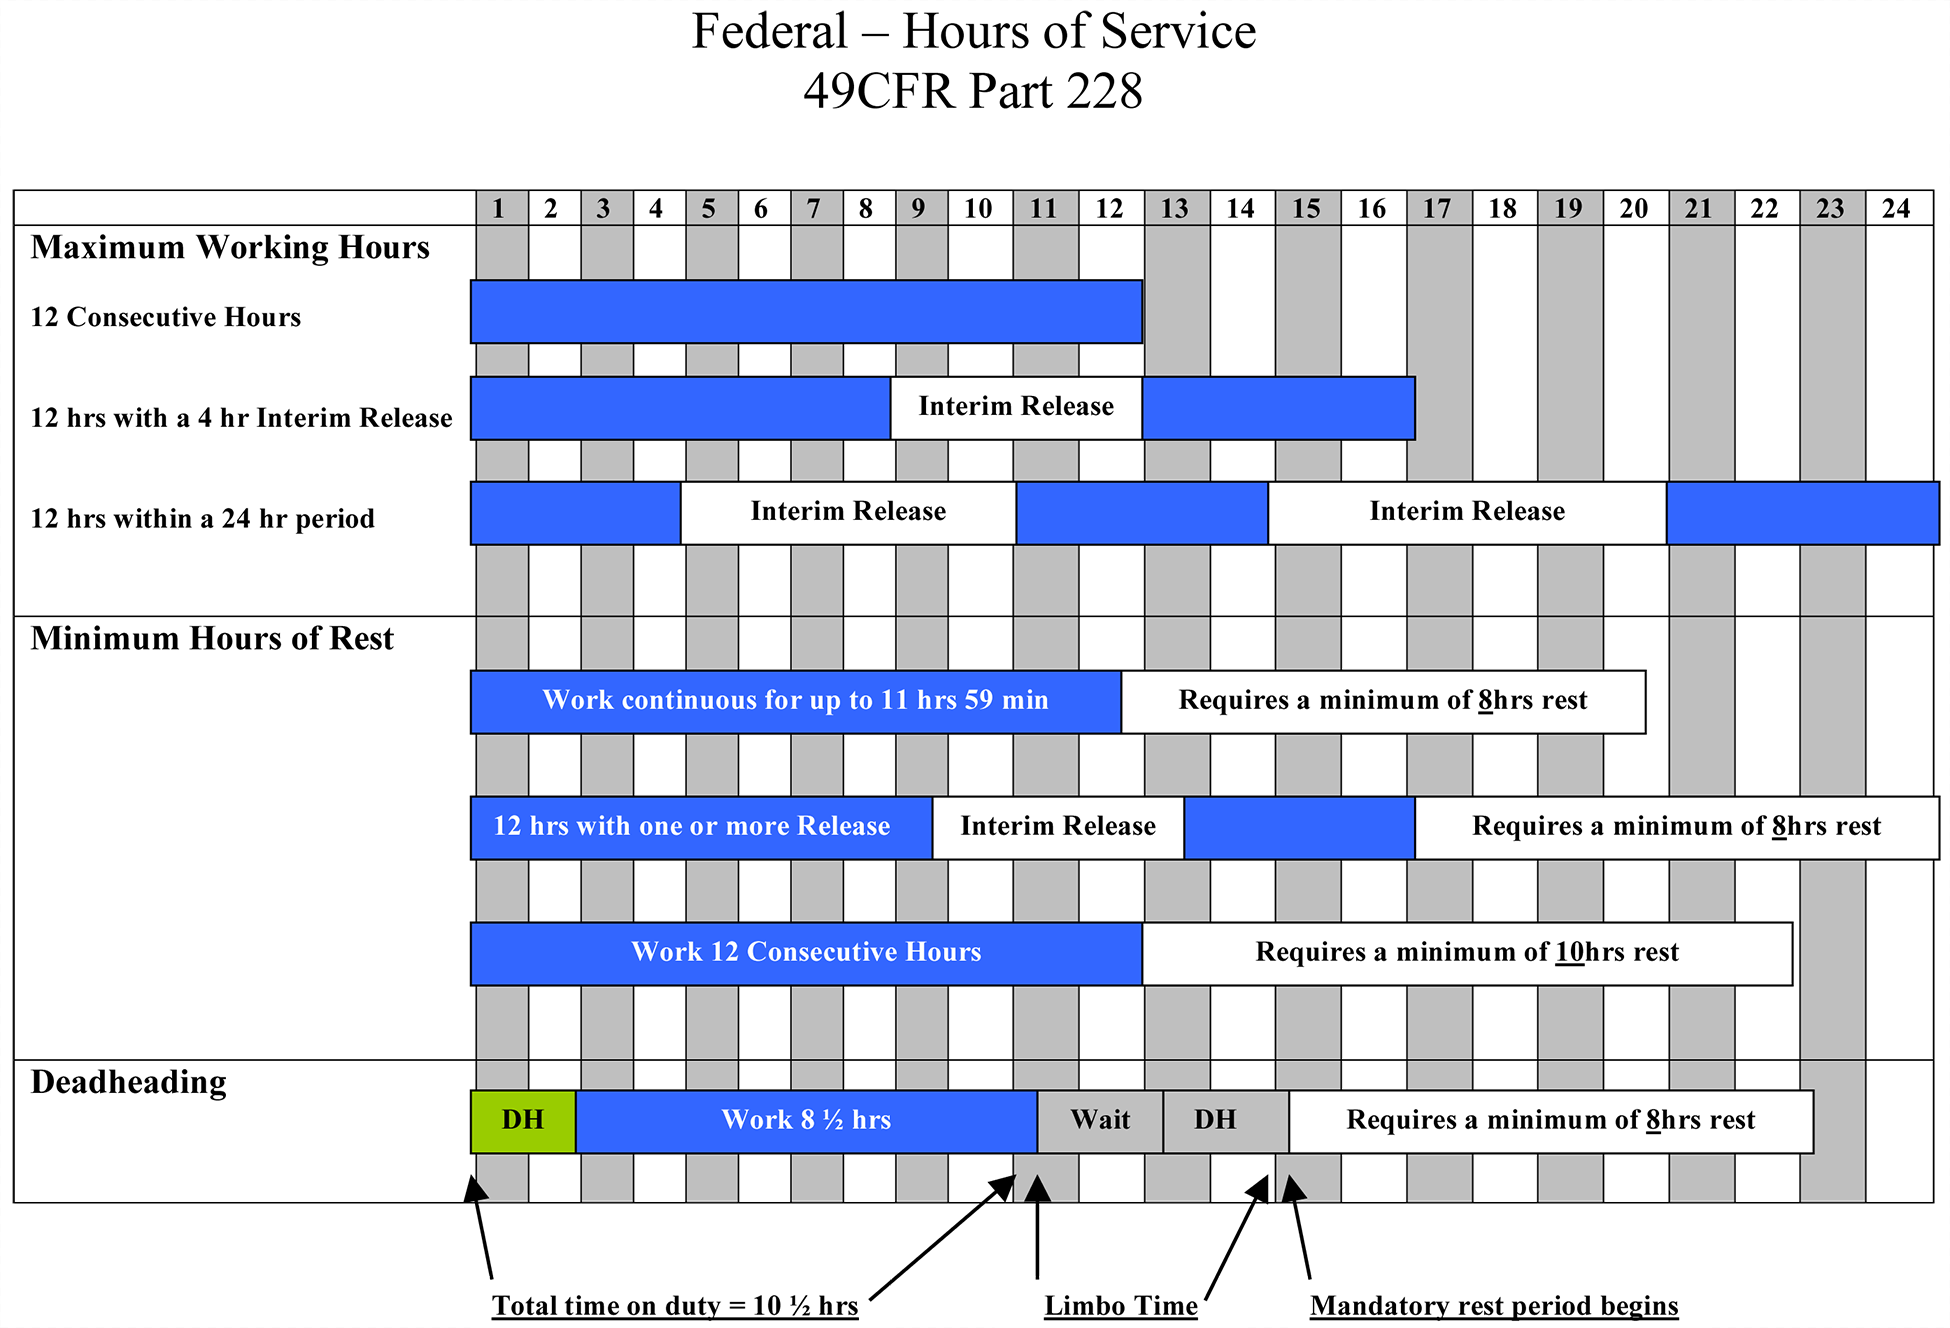 Federal – Hours of Service
49CFR Part 228
1 2 3 4 5 6 7 8 9 10 11 12 13 14 15 16 17 18 19 20 21 22 23 24
Maximum Working Hours
12 Consecutive Hours
12 hrs with a 4 hr Interim Release
Interim Release
12 hrs within a 24 hr period
Interim Release
Interim Release
Minimum Hours of Rest
Work continuous for up to 11 hrs 59 min
Requires a minimum of 8hrs rest
12 hrs with one or more Release
Interim Release
Requires a minimum of 8hrs rest
Work 12 Consecutive Hours
Requires a minimum of 10hrs rest
Deadheading
DH
Work 8 ½ hrs
Wait
DH
Requires a minimum of 8hrs rest
Total time on duty = 10 ½ hrs
Limbo Time
Mandatory rest period begins